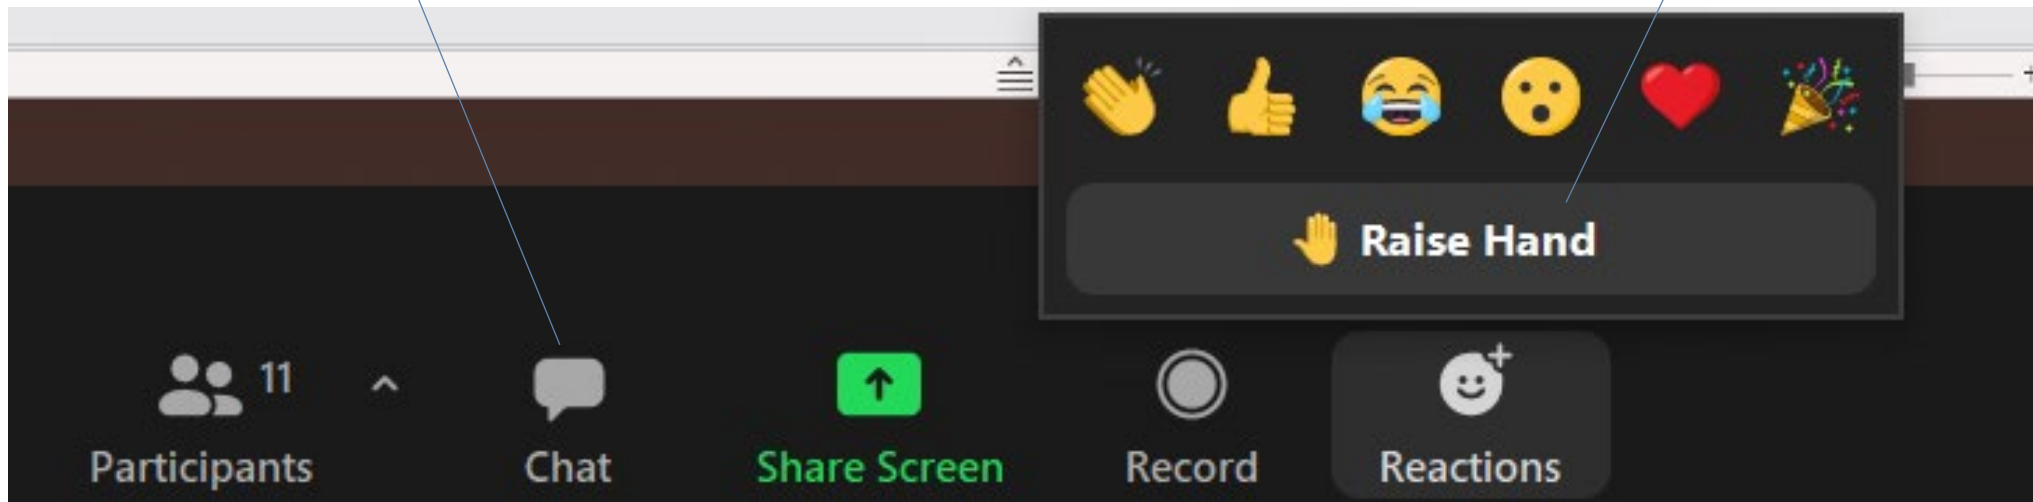 Raise Hand
11
Participants
Chat
Share Screen
Record
Reactions